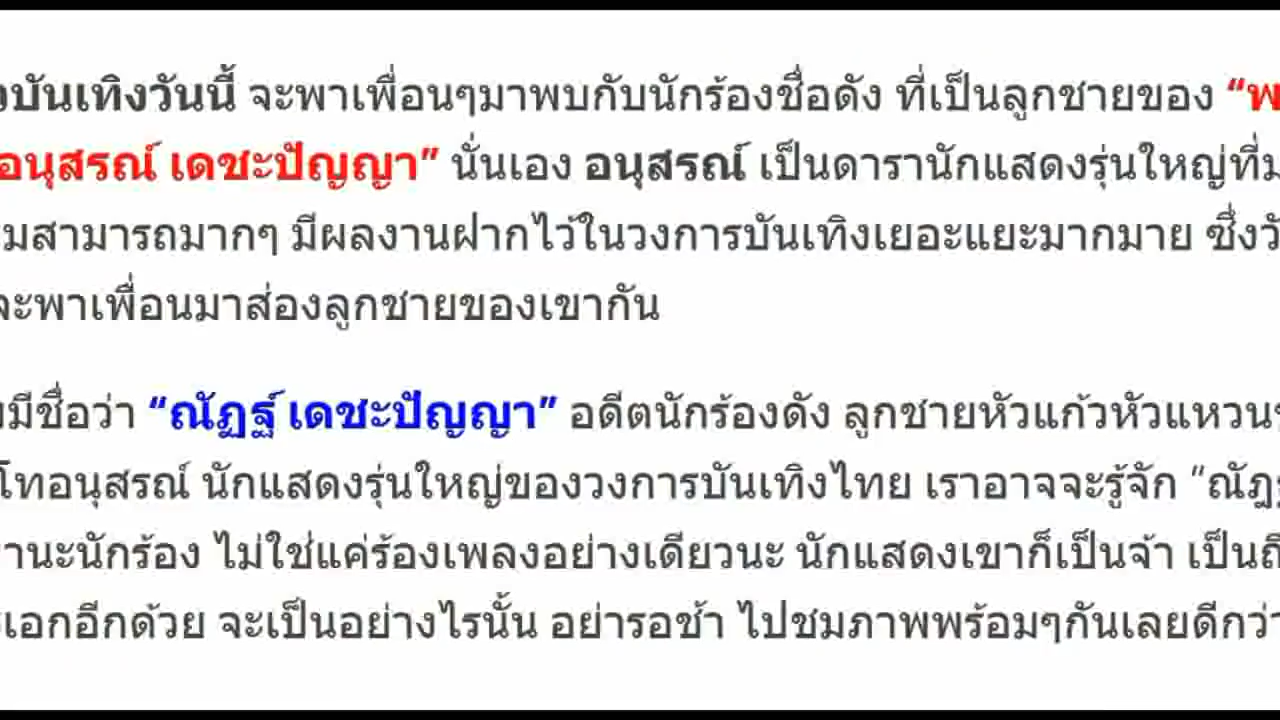 บันเทิงวันนี้ จะพาเพื่อนๆมาพบกับนักร้องชื่อดัง ที่เป็นลูกชายของ “พ
อนุสรณ์ เดชะปัญญา” นั่นเอง อนุสรณ์ เป็นดารานักแสดงรุ่นใหญ่ที่ม
มสามารถมากๆ มีผลงานฝากไว้ในวงการบันเทิงเยอะแยะมากมาย ซึ่งวั
จะพาเพื่อนมาส่องลูกชายของเขากัน
มีชื่อว่า “ณัฏฐ์ เดชะปัญญา” อดีตนักร้องดัง ลูกชายหัวแก้วหัวแหวน
โทอนุสรณ์ นักแสดงรุ่นใหญ่ของวงการบันเทิงไทย เราอาจจะรู้จัก “ณัฏ
านะนักร้อง ไม่ใช่แค่ร้องเพลงอย่างเดียวนะ นักแสดงเขาก็เป็นจ้า เป็นถึ
เอกอีกด้วย จะเป็นอย่างไรนั้น อย่ารอช้า ไปชมภาพพร้อมๆกันเลยดีกว่า